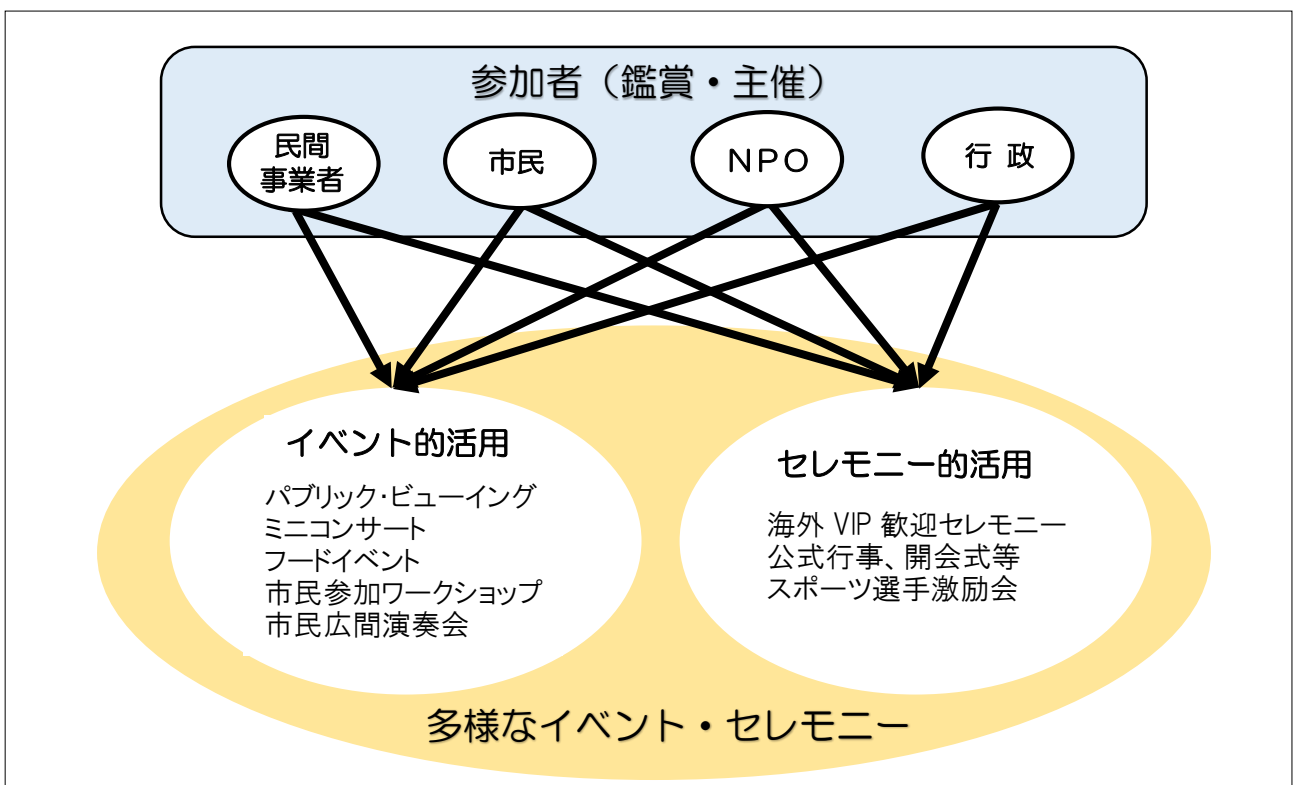 参加者（鑑賞・主催）
民間
事業者
市民
ＮＰＯ
行 政
イベント的活用
パブリック・ビューイング
ミニコンサート
フードイベント
市民参加ワークショップ
市民広間演奏会
セレモニー的活用
海外 VIP 歓迎セレモニー
公式行事、開会式等
スポーツ選手激励会
多様なイベント・セレモニー